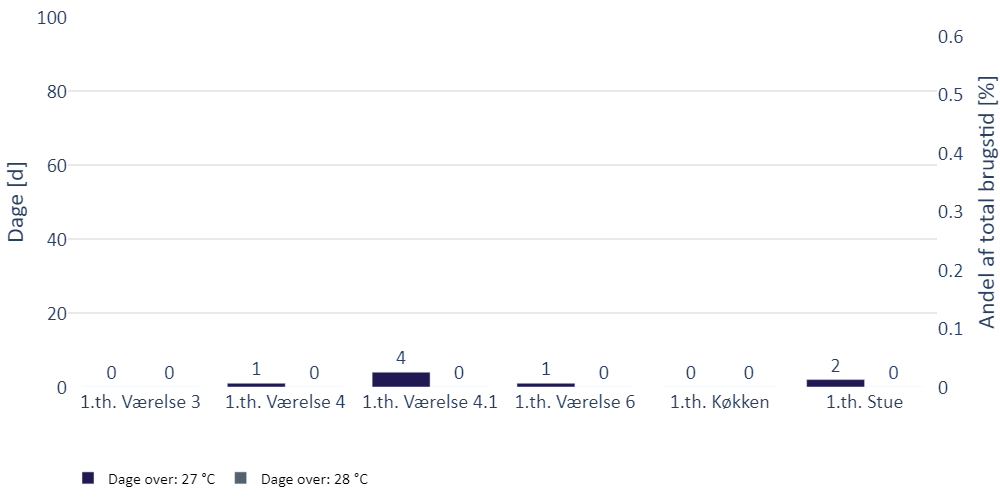 100
80
60
40
20
0
Dage [d]
0.6
0.5
0.4
0.3
0.2
0.1
0
Andel af total brugstid [%]
0 0 1 0 4 0 1 0 0 0 2 0
1.th. Værelse 3 1.th. Værelse 4 1.th. Værelse 4.1 1.th. Værelse 6 1.th. Køkken 1.th. Stue
Dage over: 27 °C Dage over: 28 °C